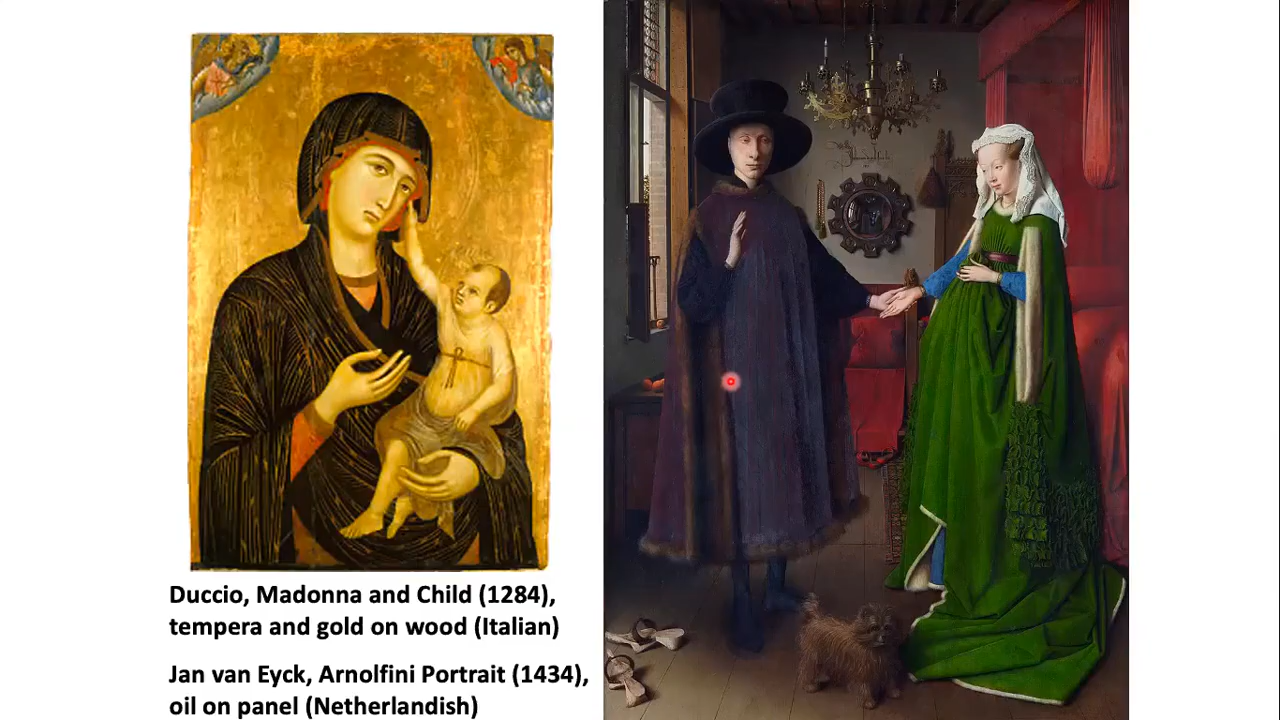 Duccio, Madonna and Child (1284),
tempera and gold on wood (Italian)
Jan van Eyck, Arnolfini Portrait (1434),
oil on panel (Netherlandish)